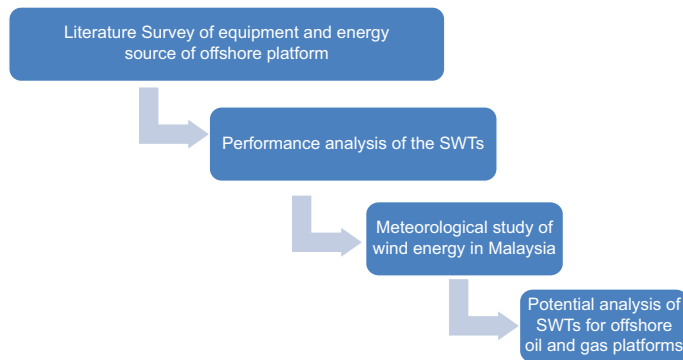 Literature Survey of equipment and energy
source of offshore platform
Performance analysis of the SWTs
Meteorological study of
wind energy in Malaysia
Potential analysis of
SWTs for offshore
oil and gas platforms